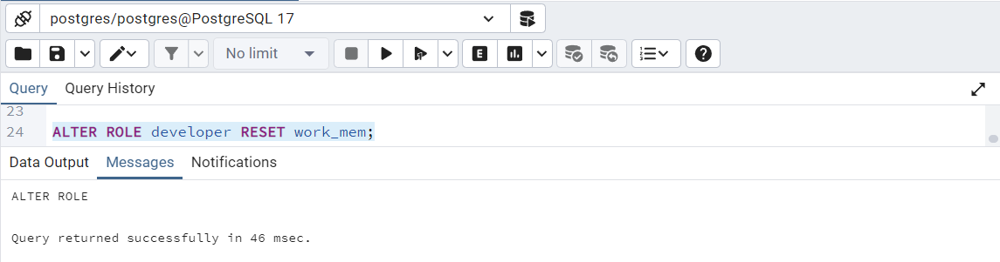 postgres/postgres@PostgreSQL 17
No limit
Query Query History
23
24 ALTER ROLE developer RESET work_mem;
Data Output Messages Notifications
ALTER ROLE
Query returned successfully in 46 msec.